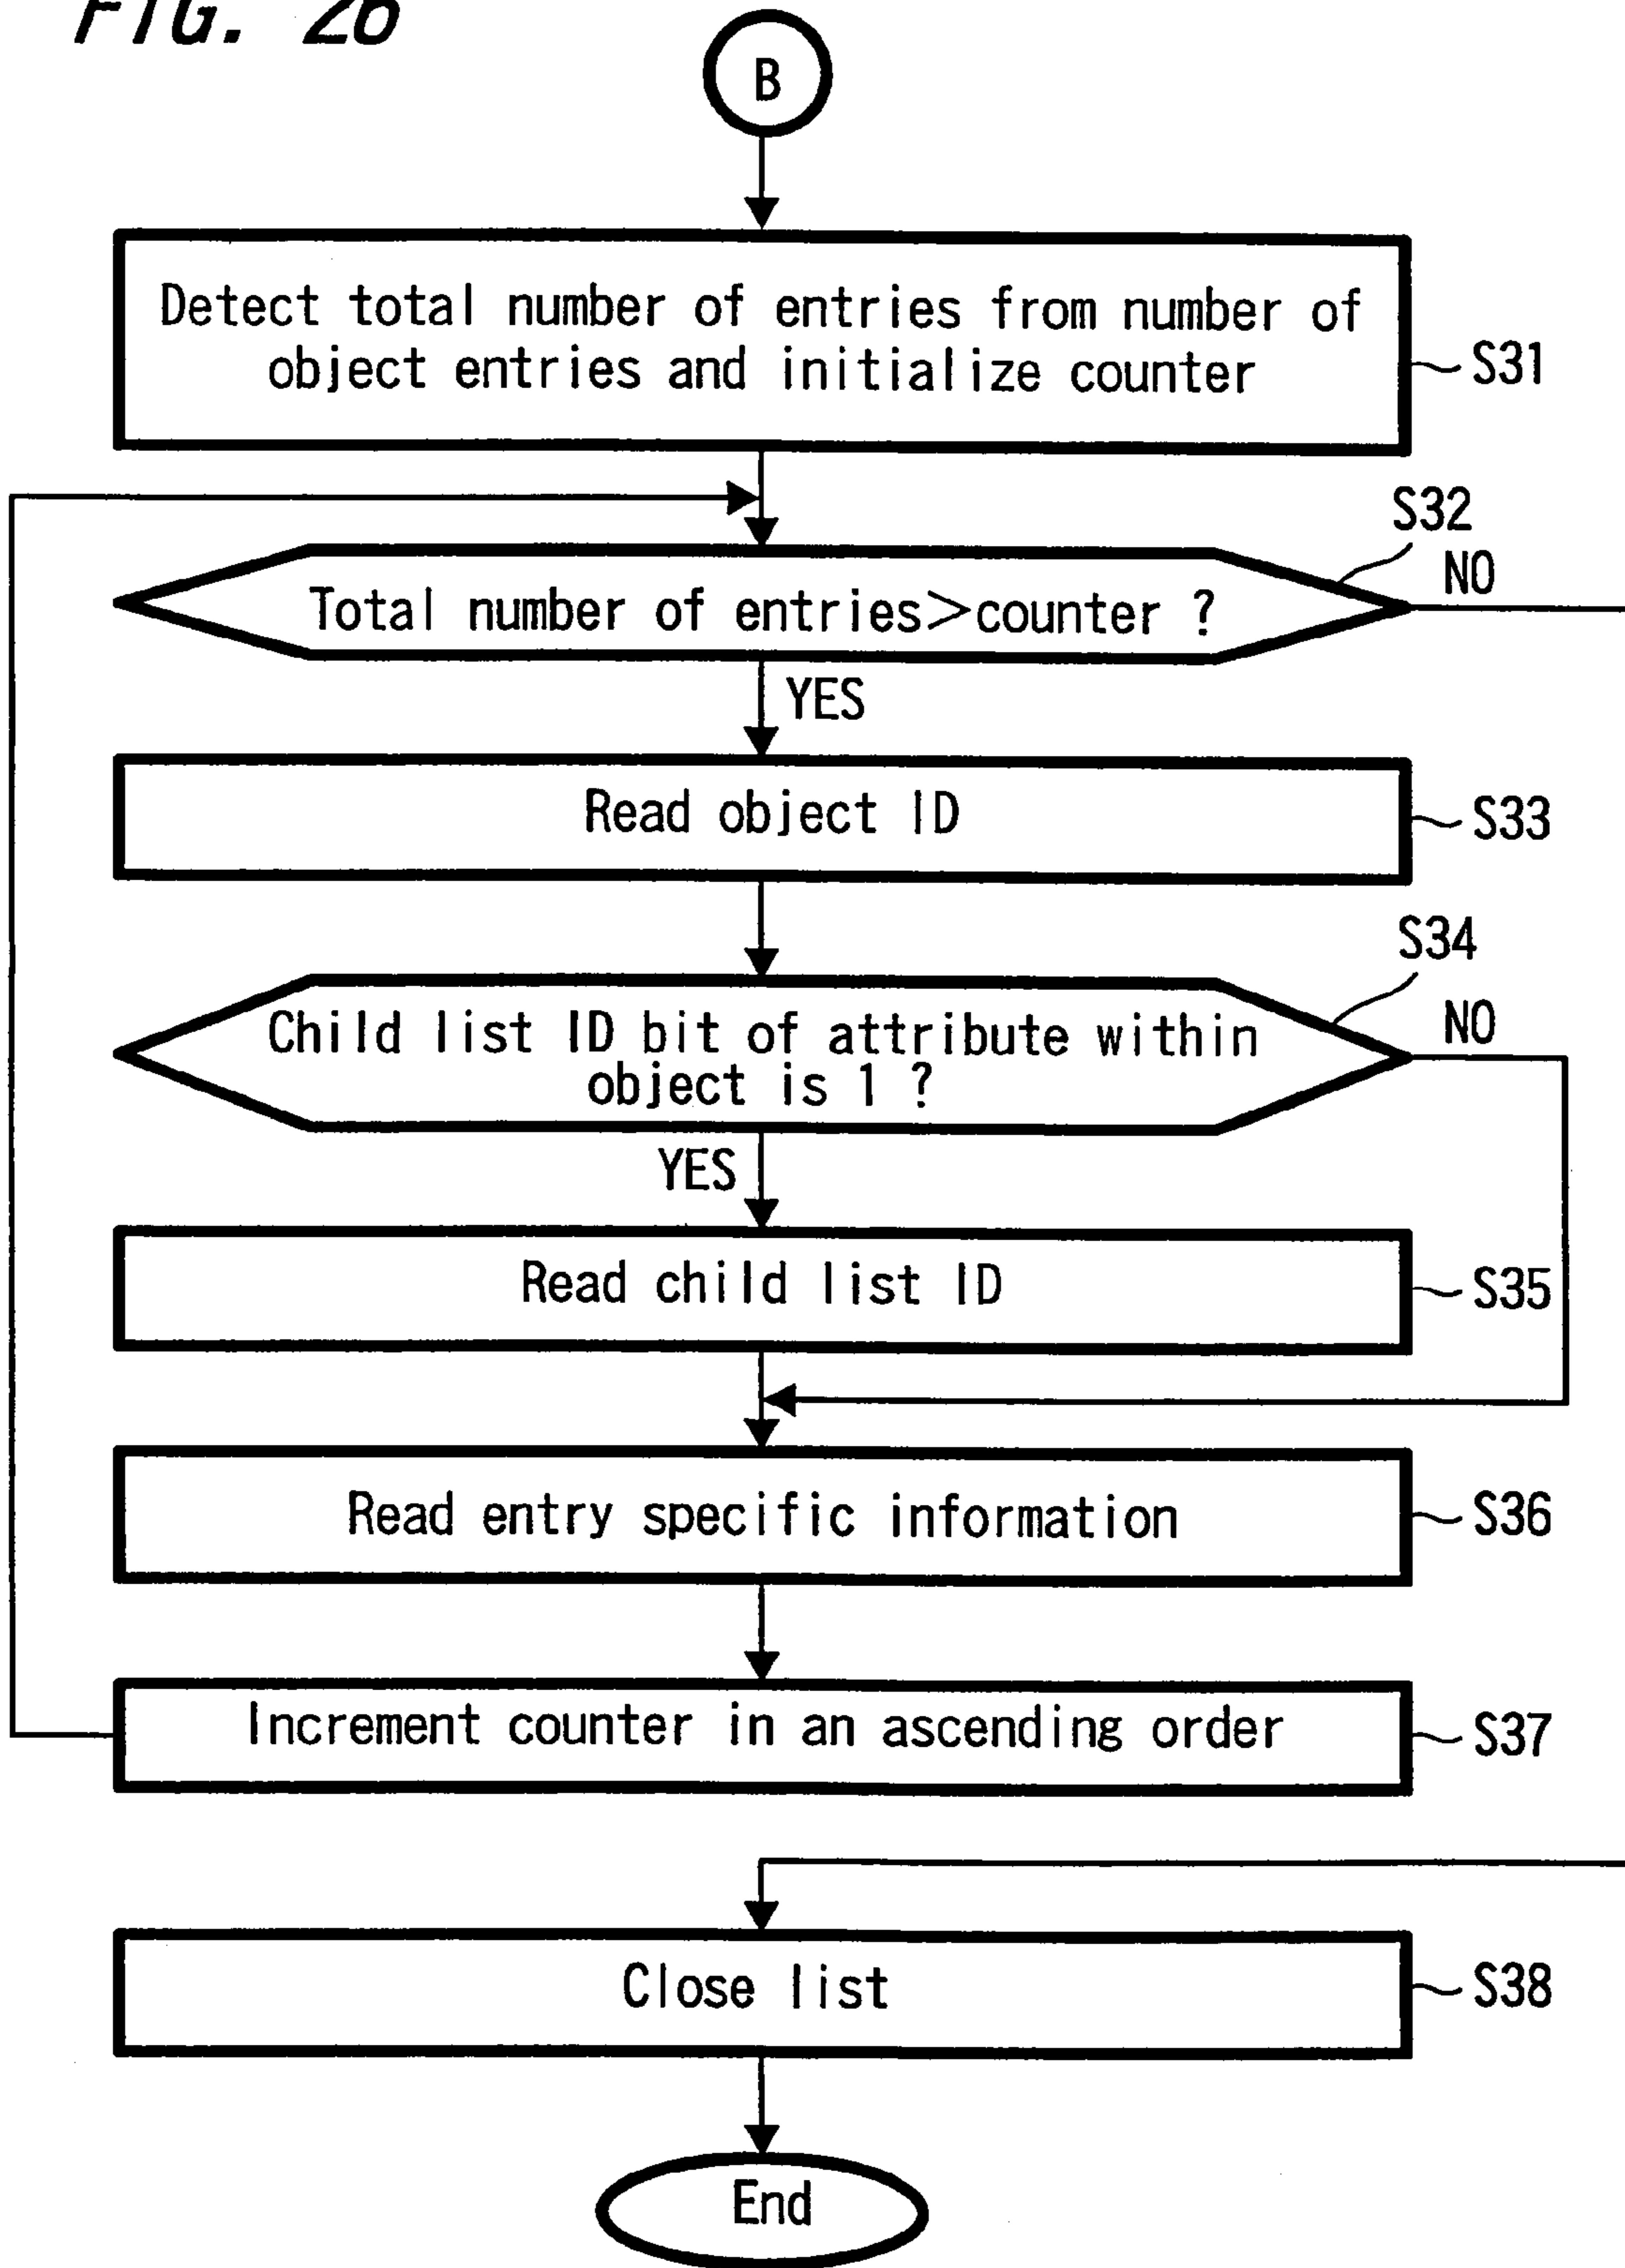 FIG. 26
B
Detect total number of entries from number of
object entries and initialize counter
S31
S32
NO
Total number of entries>counter ?
YES
Read object ID
S33
S34
NO
Child list ID bit of attribute within
object is 1 ?
YES
Read child list ID
S35
Read entry specific information
S36
Increment counter in an ascending order
S37
Close list
S38
End